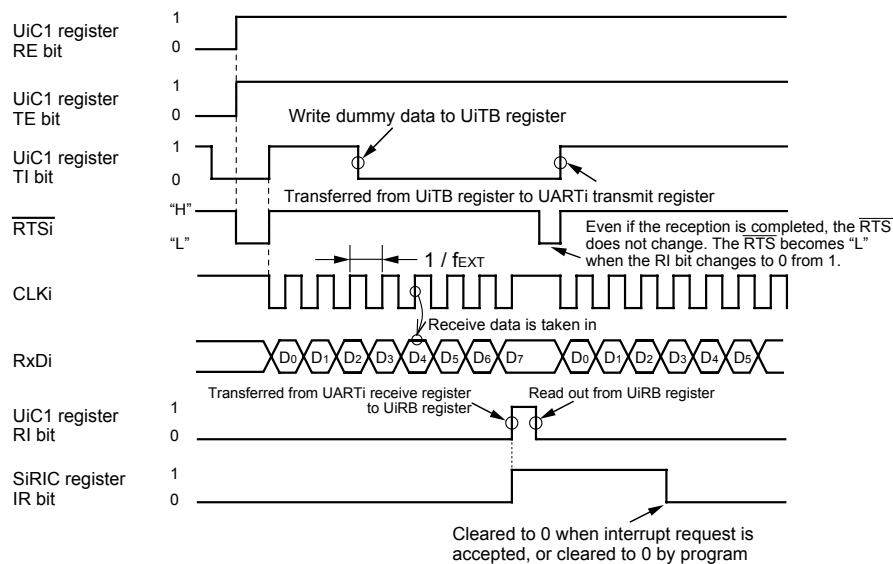 UiC1 register
RE bit
1
0
UiC1 register
TE bit
1
0
Write dummy data to UiTB register
UiC1 register
TI bit
1
0
Transferred from UiTB register to UARTi transmit register
RTSi
“H”
“L”
Even if the reception is completed, the RTS
does not change. The RTS becomes “L”
when the RI bit changes to 0 from 1.
1 / fEXT
CLKi
Receive data is taken in
RxDi
D0 D1 D2 D3 D4 D5 D6 D7 D0 D1 D2 D3 D4 D5
Transferred from UARTi receive register
to UiRB register
Read out from UiRB register
UiC1 register
RI bit
1
0
SiRIC register
IR bit
1
0
Cleared to 0 when interrupt request is
accepted, or cleared to 0 by program